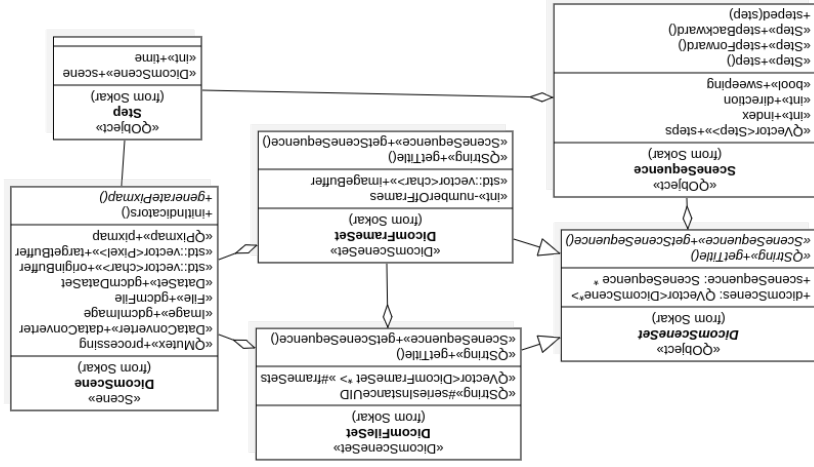 «QObject»
DicomSceneSet
(from Sokar)
+dicomScenes: QVector<DicomScene*>
+sceneSequence: SceneSequence *
«QString»+getTitle()
«SceneSequence»+getSceneSequence()
«QObject»
SceneSequence
(from Sokar)
«QVector<Step>»+steps
«int»+index
«int»+direction
«bool»+sweeping
«Step»+step()
«Step»+stepForward()
«Step»+stepBackward()
+steped(step)
«DicomSceneSet»
DicomFileSet
(from Sokar)
«QString»#seriesInstanceUID
«QVector<DicomFrameSet *> »#frameSets
«QString»+getTitle()
«SceneSequence»+getSceneSequence()
«DicomSceneSet»
DicomFrameSet
(from Sokar)
«int»-numberOfFrames
«std::vector<char>»+imageBuffer
«QString»+getTitle()
«SceneSequence»+getSceneSequence()
«Scene»
DicomScene
(from Sokar)
«QMutex»+processing
«DataConverter»+dataConverter
«Image»+gdcmImage
«File»+gdcmFile
«DataSet»+gdcmDataSet
«std::vector<char>»+originBuffer
«std::vector<Pixel>»+targetBuffer
«QPixmap»+pixmap
+initIndicators()
+generatePixmap()
«QObject»
Step
(from Sokar)
«DicomScene»+scene
«int»+time